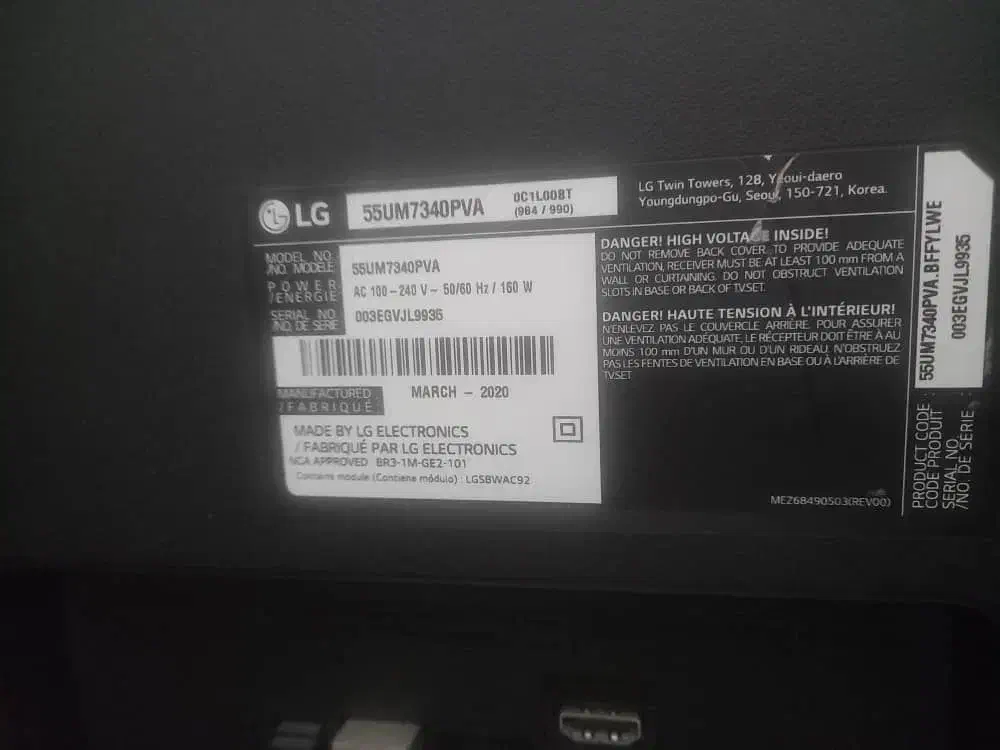 LG
55UM7340PVA
0C1L00BT
(984 / 990)
LG Twin Towers, 128, Yeoui-daero
Youngdungpo-Gu, Seoul, 150-721, Korea.
MODEL NO.
/NO. MODÈLE
55UM7340PVA
POWER
/ENERGIE
AC 100-240 V ~ 50/60 Hz / 160 W
SERIAL NO.
/NO. DE SÉRIE
003EGVJL9935
MANUFACTURED
/FABRIQUÉ
MARCH - 2020
MADE BY LG ELECTRONICS
/ FABRIQUÉ PAR LG ELECTRONICS
NCA APPROVED BR3-1M-GE2-101
Contains module (Contiene módulo) : LGSBWAC92
DANGER! HIGH VOLTAGE INSIDE!
DO NOT REMOVE BACK COVER. TO PROVIDE ADEQUATE
VENTILATION, RECEIVER MUST BE AT LEAST 100 mm FROM A
WALL OR CURTAINING. DO NOT OBSTRUCT VENTILATION
SLOTS IN BASE OR BACK OF TVSET.
DANGER! HAUTE TENSION À L'INTÉRIEUR!
N'ENLEVEZ PAS LE COUVERCLE ARRIÈRE. POUR ASSURER
UNE VENTILATION ADÉQUATE, LE RÉCEPTEUR DOIT ÊTRE À AU
MOINS 100 mm D'UN MUR OU D'UN RIDEAU. N'OBSTRUEZ
PAS LES FENTES DE VENTILATION EN BASE OU À L'ARRIÈRE DE
TVSET
MEZ68490503(REV00)
PRODUCT CODE :
CODE PRODUIT
55UM7340PVA.BFFYLWE
SERIAL NO.
/NO. DE SERIE :
003EGVJL9935